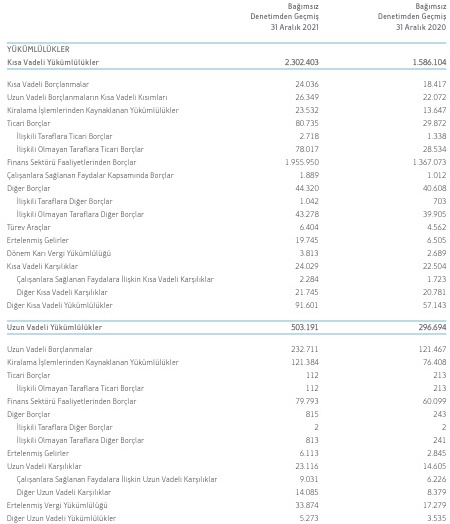 Bağımsız Bağımsız
Denetimden Geçmiş Denetimden Geçmiş
31 Aralık 2021 31 Aralık 2020
YÜKÜMLÜLÜKLER
Kısa Vadeli Yükümlülükler 2.302.403 1.586.104
Kısa Vadeli Borçlanmalar 24.036 18.417
Uzun Vadeli Borçlanmaların Kısa Vadeli Kısımları 26.349 22.072
Kiralama İşlemlerinden Kaynaklanan Yükümlülükler 23.532 13.647
Ticari Borçlar 80.735 29.872
İlişkili Taraflara Ticari Borçlar 2.718 1.338
İlişkili Olmayan Taraflara Ticari Borçlar 78.017 28.534
Finans Sektörü Faaliyetlerinden Borçlar 1.955.950 1.367.073
Çalışanlara Sağlanan Faydalar Kapsamında Borçlar 1.889 1.012
Diğer Borçlar 44.320 40.608
İlişkili Taraflara Diğer Borçlar 1.042 703
İlişkili Olmayan Taraflara Diğer Borçlar 43.278 39.905
Türev Araçlar 6.404 4.562
Ertelenmiş Gelirler 19.745 6.505
Dönem Karı Vergi Yükümlülüğü 3.813 2.689
Kısa Vadeli Karşılıklar 24.029 22.504
Çalışanlara Sağlanan Faydalara İlişkin Kısa Vadeli Karşılıklar 2.284 1.723
Diğer Kısa Vadeli Karşılıklar 21.745 20.781
Diğer Kısa Vadeli Yükümlülükler 91.601 57.143
Uzun Vadeli Yükümlülükler 503.191 296.694
Uzun Vadeli Borçlanmalar 232.711 121.467
Kiralama İşlemlerinden Kaynaklanan Yükümlülükler 121.384 76.408
Ticari Borçlar 112 213
İlişkili Olmayan Taraflara Ticari Borçlar 112 213
Finans Sektörü Faaliyetlerinden Borçlar 79.793 60.099
Diğer Borçlar 815 243
İlişkili Taraflara Diğer Borçlar 2 2
İlişkili Olmayan Taraflara Diğer Borçlar 813 241
Ertelenmiş Gelirler 6.113 2.845
Uzun Vadeli Karşılıklar 23.116 14.605
Çalışanlara Sağlanan Faydalara İlişkin Uzun Vadeli Karşılıklar 9.031 6.226
Diğer Uzun Vadeli Karşılıklar 14.085 8.379
Ertelenmiş Vergi Yükümlülüğü 33.874 17.279
Diğer Uzun Vadeli Yükümlülükler 5.273 3.535